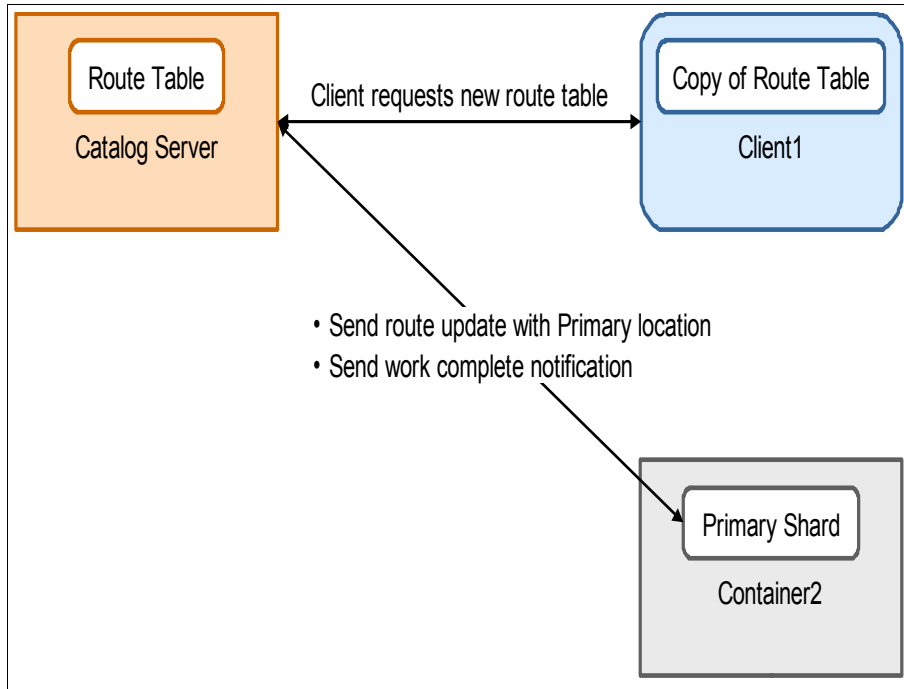 Route Table
Catalog Server
Client requests new route table
Copy of Route Table
Client1
• Send route update with Primary location
• Send work complete notification
Primary Shard
Container2